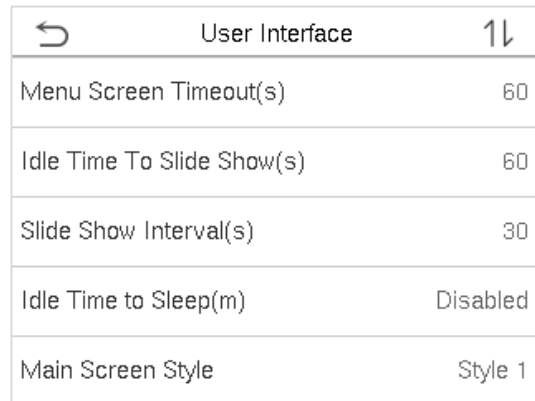 User Interface
Menu Screen Timeout(s) 60
Idle Time To Slide Show(s) 60
Slide Show Interval(s) 30
Idle Time to Sleep(m) Disabled
Main Screen Style Style 1